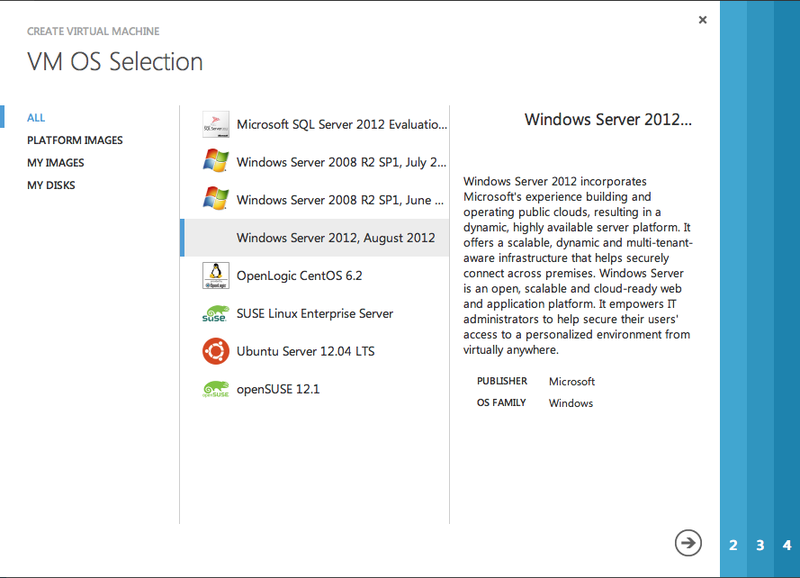 CREATE VIRTUAL MACHINE
VM OS Selection
ALL
PLATFORM IMAGES
MY IMAGES
MY DISKS
Microsoft SQL Server 2012 Evaluatio...
Windows Server 2008 R2 SP1, July 2...
Windows Server 2008 R2 SP1, June ...
Windows Server 2012, August 2012
OpenLogic CentOS 6.2
SUSE Linux Enterprise Server
Ubuntu Server 12.04 LTS
openSUSE 12.1
Windows Server 2012...
Windows Server 2012 incorporates
Microsoft's experience building and
operating public clouds, resulting in a
dynamic, highly available server platform. It
offers a scalable, dynamic and multi-tenant-
aware infrastructure that helps securely
connect across premises. Windows Server
is an open, scalable and cloud-ready web
and application platform. It empowers IT
administrators to help secure their users'
access to a personalized environment from
virtually anywhere.
PUBLISHER Microsoft
OS FAMILY Windows
2 3 4